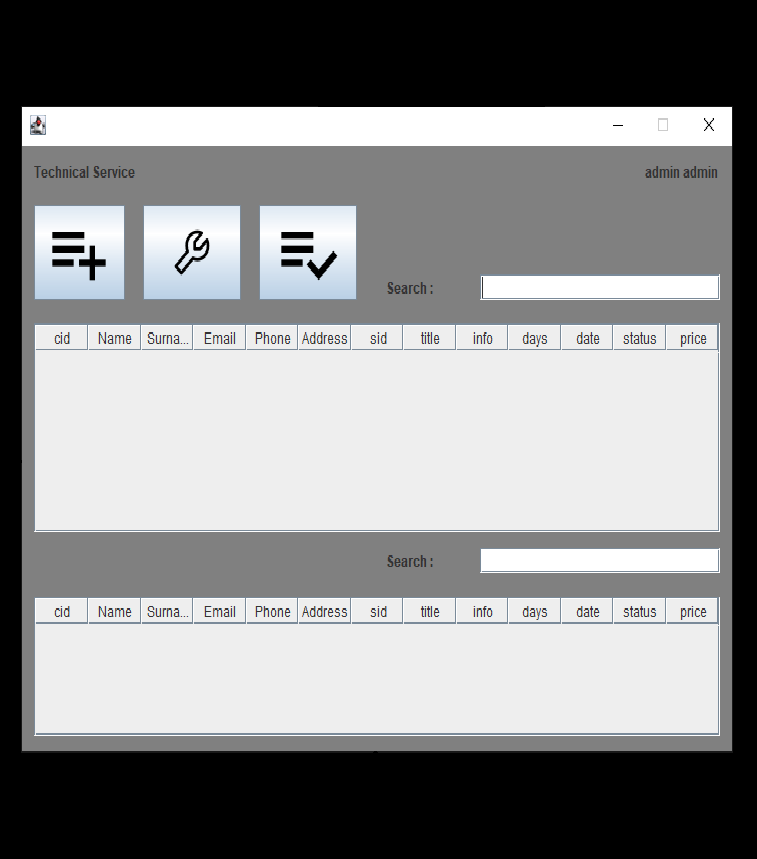 Technical Service admin admin
Search :
cid Name Surna... Email Phone Address sid title info days date status price
Search :
cid Name Surna... Email Phone Address sid title info days date status price